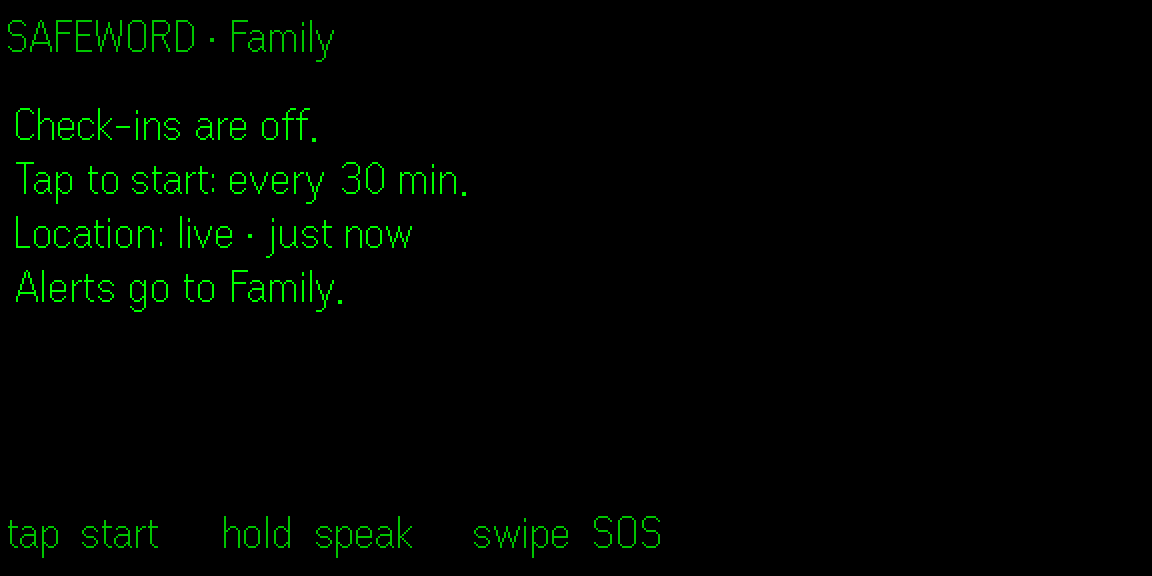 SAFEWORD · Family
Check-ins are off.
Tap to start: every 30 min.
Location: live · just now
Alerts go to Family.
tap start hold speak swipe SOS